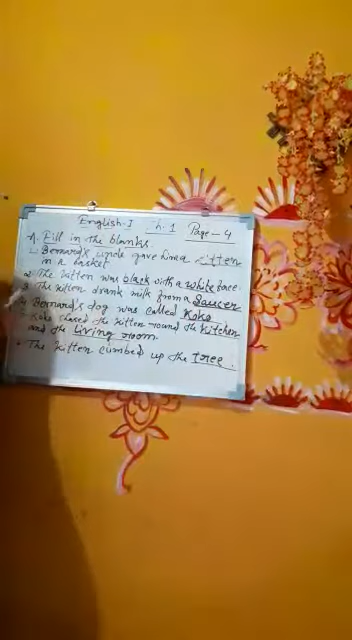 English-I h. 1 Page - 4
A. Fill in the blanks.
1. Bernard's uncle gave him a kitten
in a basket
2. The kitten was black with a white face.
3. The kitten drank milk from a saucer
4. Bernard's dog was called Koko
5. Koko chased the kitten round the kitchen
and the living room.
The kitten climbed up the tree.